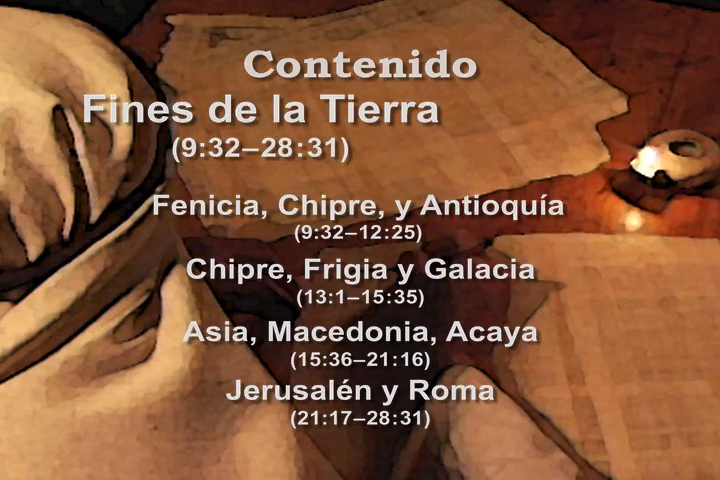 Contenido
Fines de la Tierra
(9:32–28:31)
Fenicia, Chipre, y Antioquía
(9:32–12:25)
Chipre, Frigia y Galacia
(13:1–15:35)
Asia, Macedonia, Acaya
(15:36–21:16)
Jerusalén y Roma
(21:17–28:31)